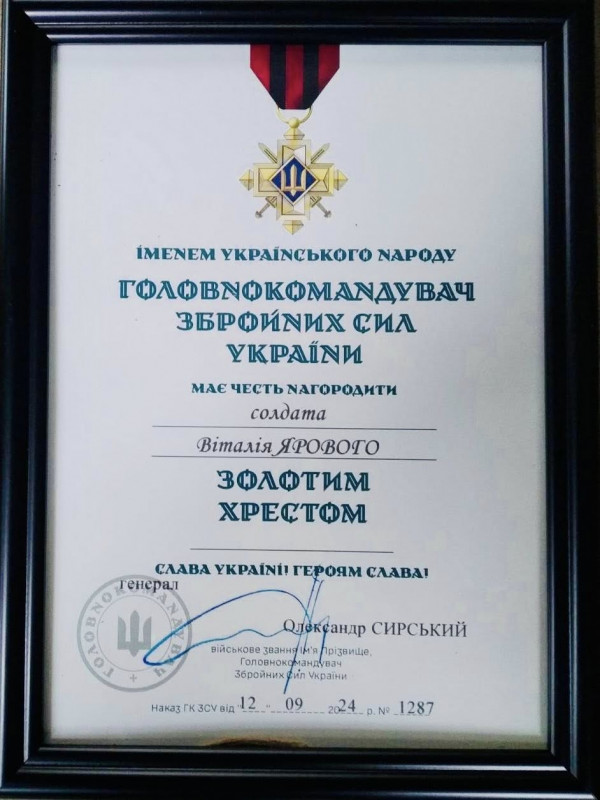 ІМЕНЕМ УКРАЇНСЬКОГО НАРОДУ
ГОЛОВНОКОМАНДУВАЧ
ЗБРОЙНИХ СИЛ
УКРАЇНИ
МАЄ ЧЕСТЬ НАГОРОДИТИ
солдата
Віталія ЯРОВОГО
ЗОЛОТИМ
ХРЕСТОМ
СЛАВА УКРАЇНІ! ГЕРОЯМ СЛАВА!
генерал
ГОЛОВНОКОМАНДУВАЧ
Олександр СИРСЬКИЙ
військове звання Ім'я Прізвище,
Головнокомандувач
Збройних Сил України
Наказ ГК ЗСУ від "12" 09 2024 р. № 1287